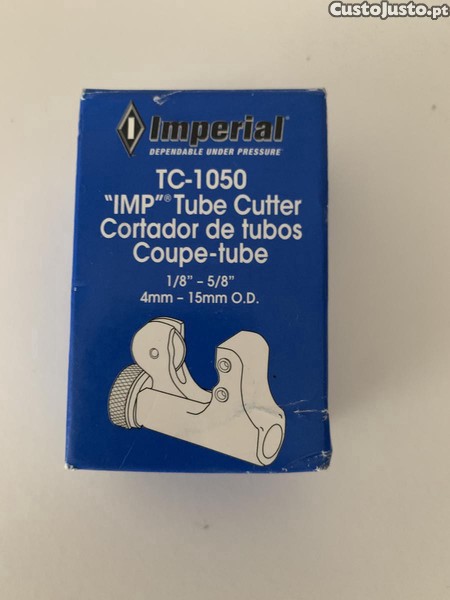 CustoJusto.pt
I
Imperial®
DEPENDABLE UNDER PRESSURE
TC-1050
"IMP"® Tube Cutter
Cortador de tubos
Coupe-tube
1/8" – 5/8"
4mm – 15mm O.D.